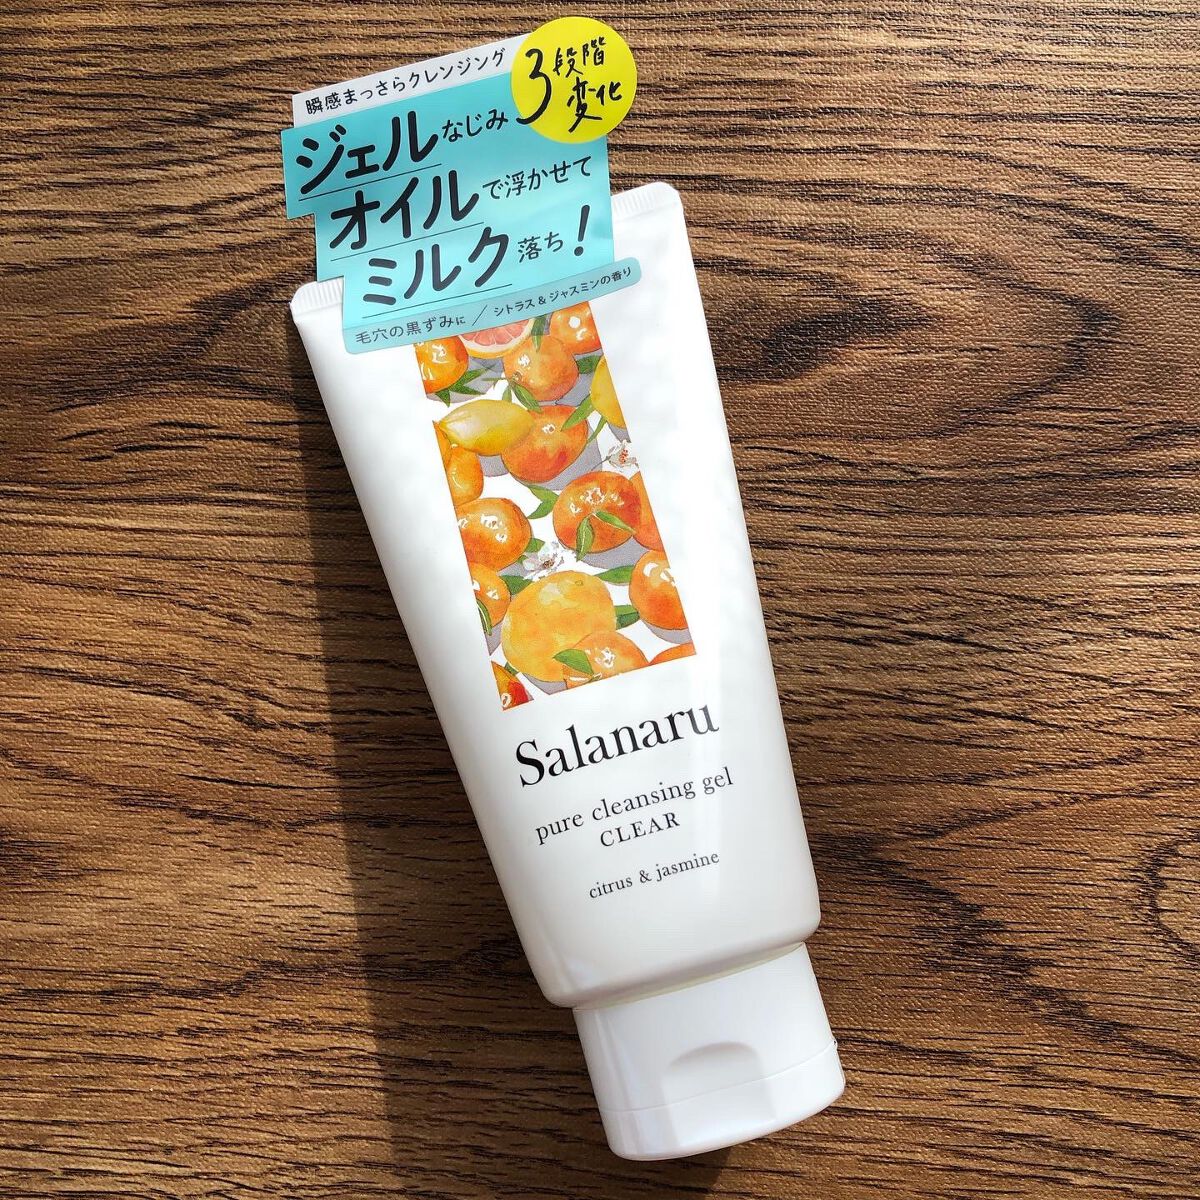 瞬感まっさらクレンジング
3段階
変化
ジェルなじみ
オイルで浮かせて
ミルク落ち！
毛穴の黒ずみに／シトラス＆ジャスミンの香り
Salanaru
pure cleansing gel
CLEAR
citrus & jasmine